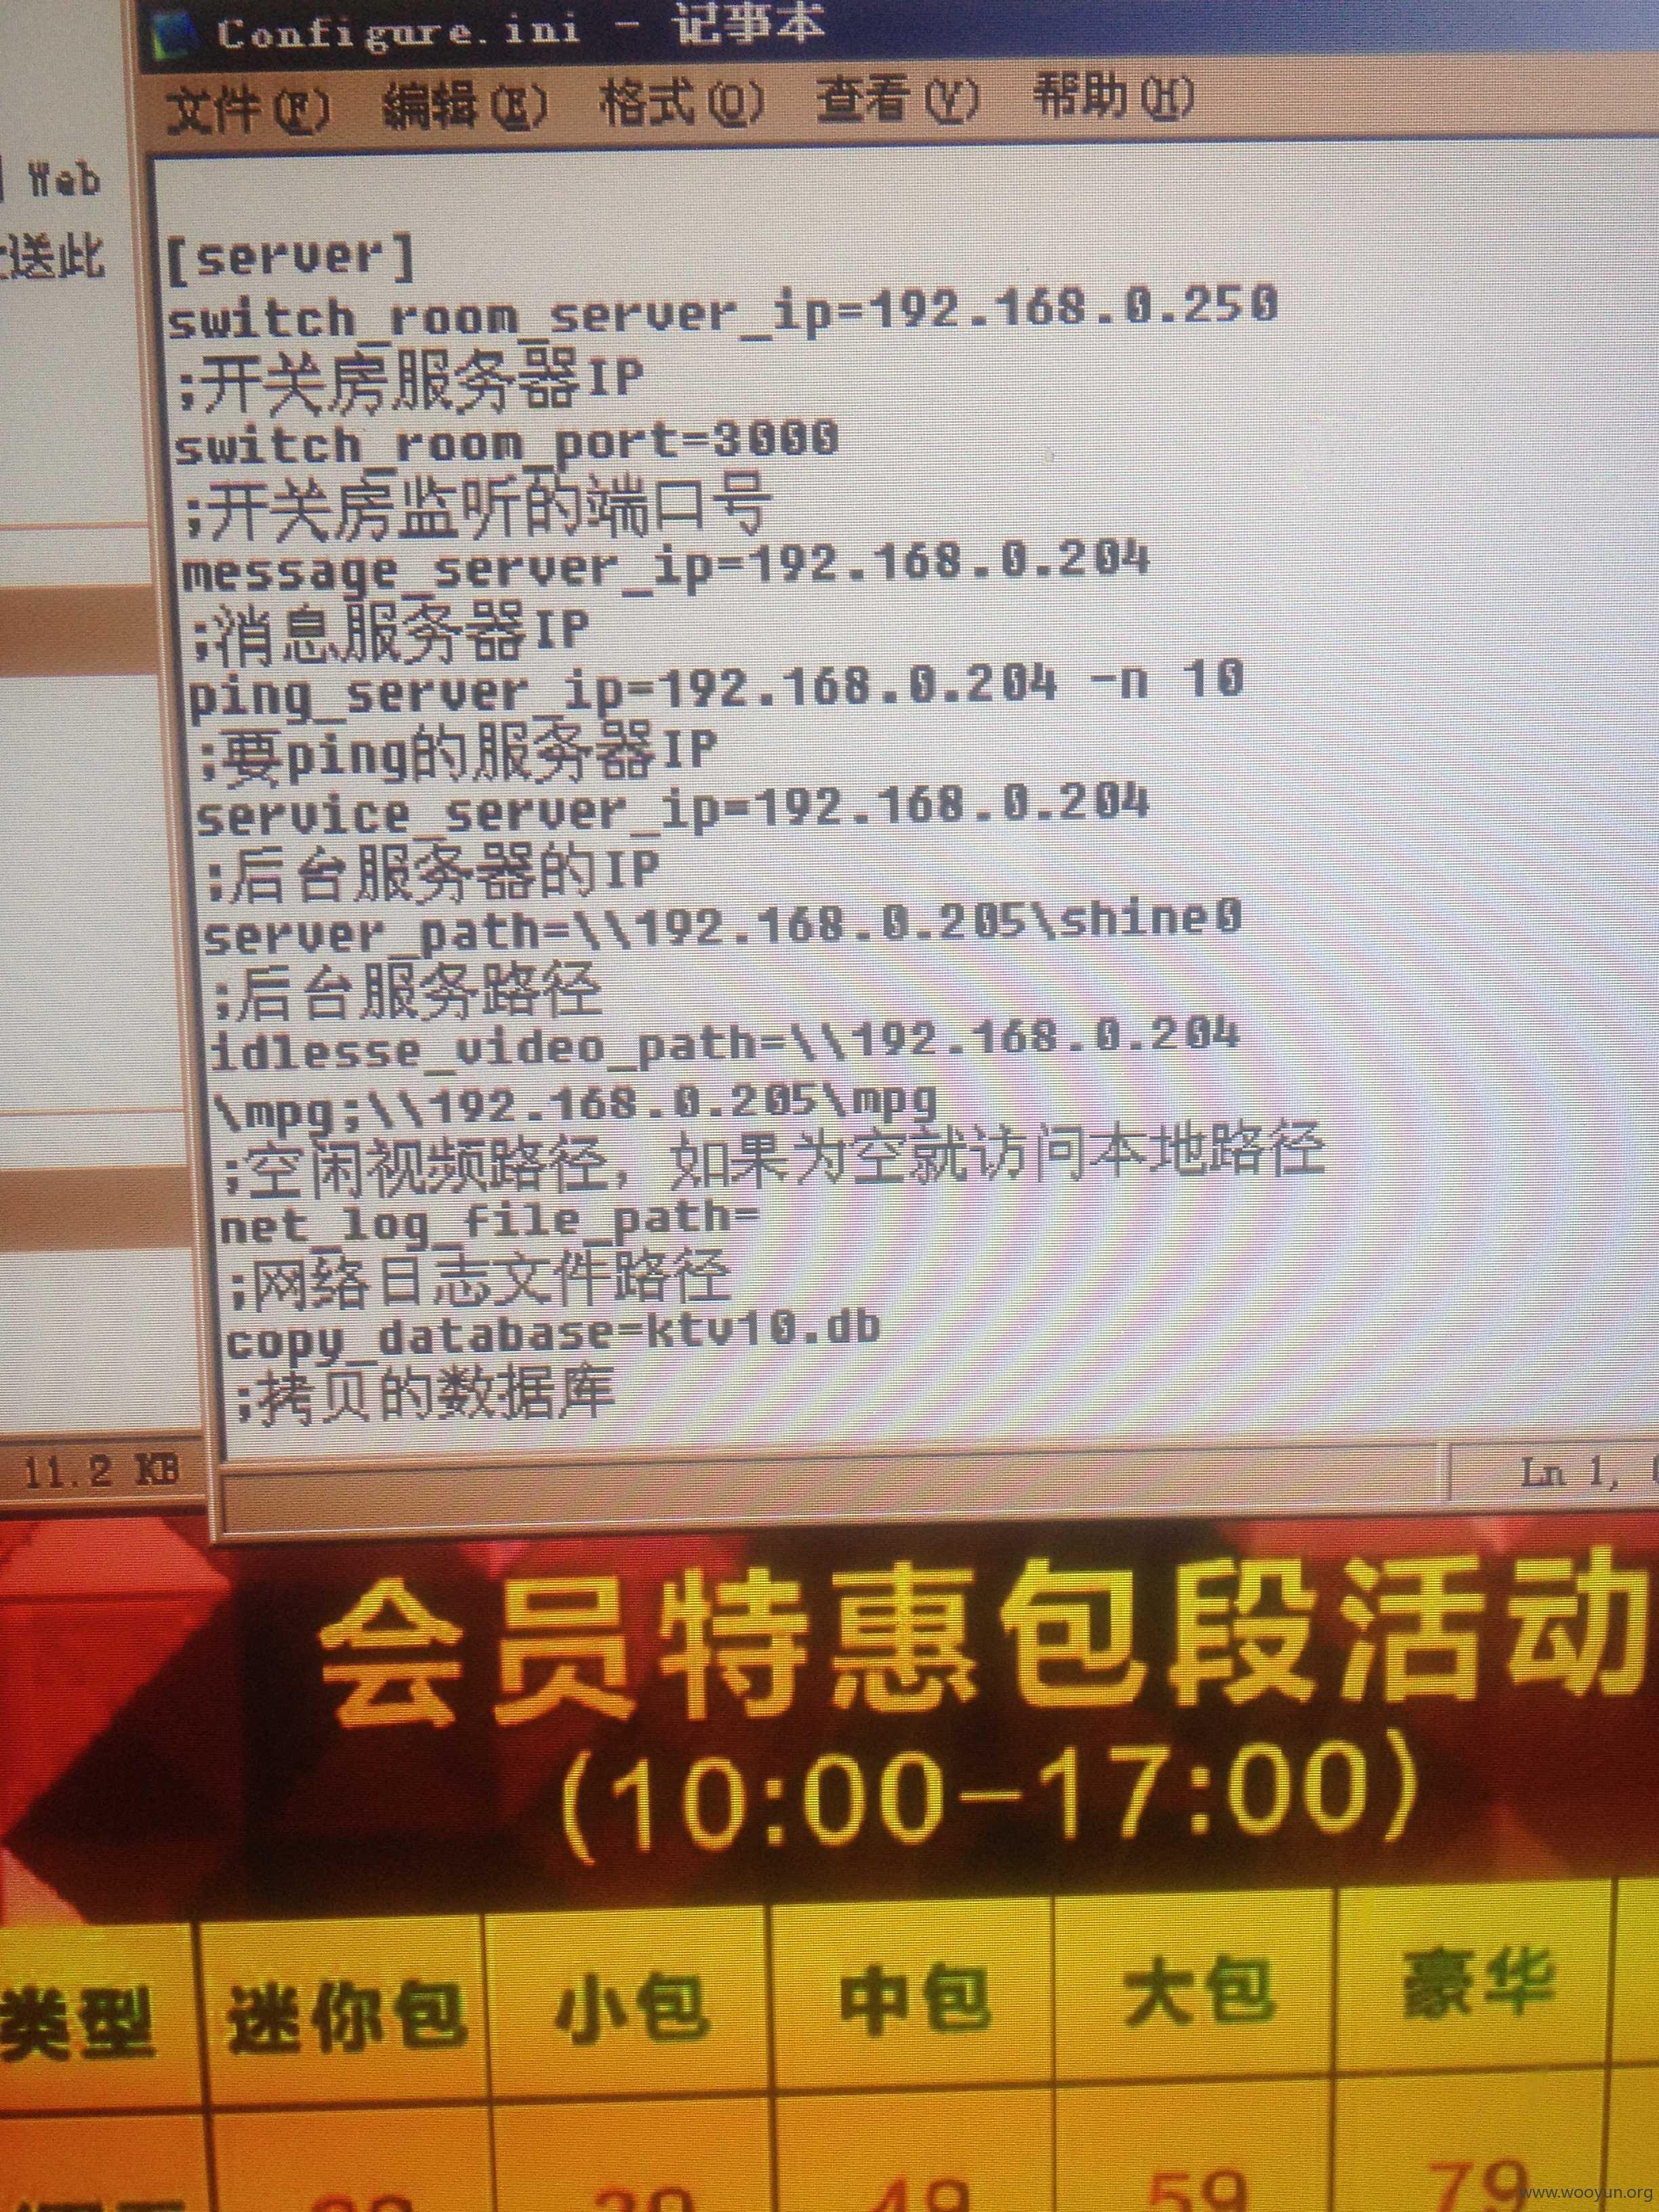 Configure.ini - 记事本
文件(F) 编辑(E) 格式(O) 查看(V) 帮助(H)
Web
送此
[server]
switch_room_server_ip=192.168.0.250
;开关房服务器IP
switch_room_port=3000
;开关房监听的端口号
message_server_ip=192.168.0.204
;消息服务器IP
ping_server_ip=192.168.0.204 -n 10
;要ping的服务器IP
service_server_ip=192.168.0.204
;后台服务器的IP
server_path=\\192.168.0.205\shine0
;后台服务路径
idlesse_video_path=\\192.168.0.204
\mpg;\\192.168.0.205\mpg
;空闲视频路径，如果为空就访问本地路径
net_log_file_path=
;网络日志文件路径
copy_database=ktv10.db
;拷贝的数据库
11.2 KB
Ln 1,
会员特惠包段活动
(10:00-17:00)
类型 迷你包 小包 中包 大包 豪华
39 49 59 79
www.wooyun.org